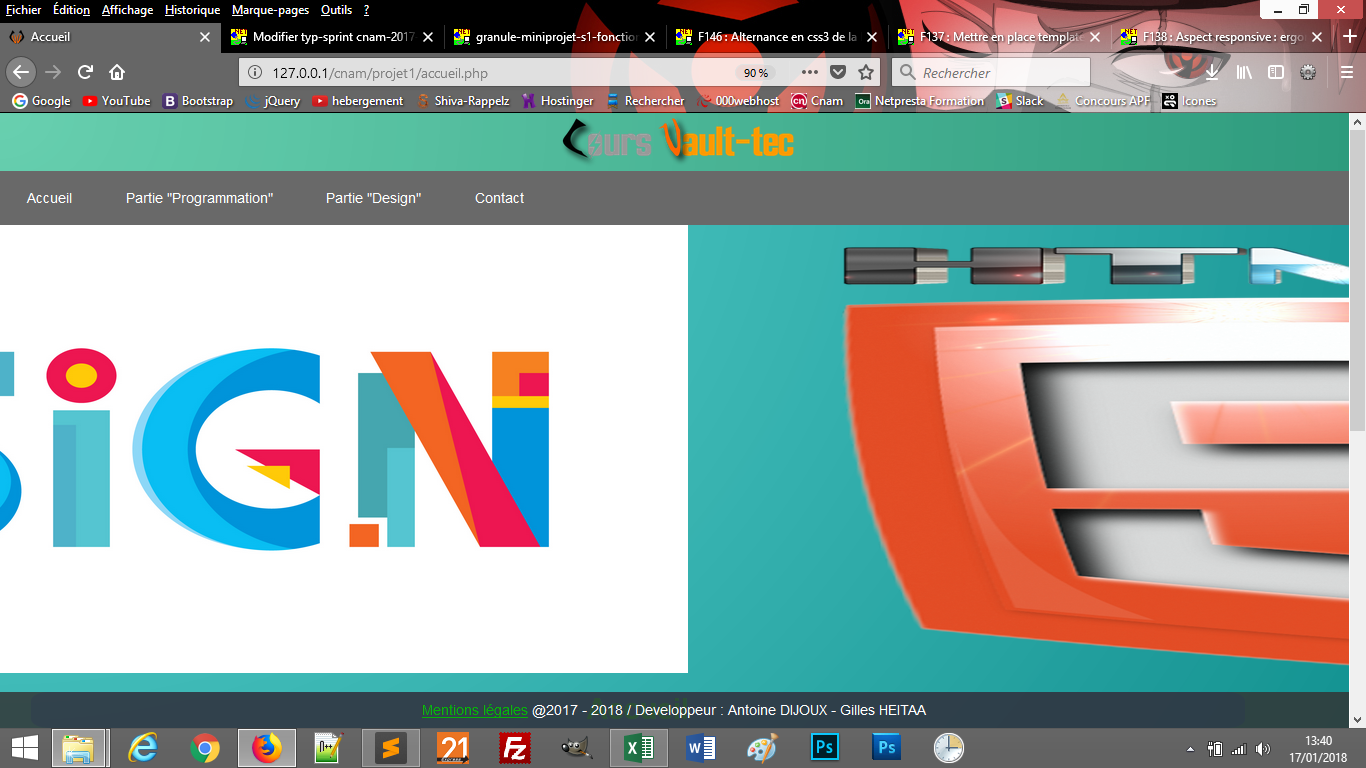 Fichier Édition Affichage Historique Marque-pages Outils ?
Accueil Modifier typ-sprint cnam-2017 granule-miniprojet-s1-fonction F146 : Alternance en css3 de la F137 : Mettre en place template F138 : Aspect responsive : ergo
127.0.0.1/cnam/projet1/accueil.php 90 % Rechercher
Google YouTube Bootstrap jQuery hebergement Shiva-Rappelz Hostinger Rechercher 000webhost Cnam Netpresta Formation Slack Concours APF Icones
Cours Vault-tec
Accueil Partie "Programmation" Partie "Design" Contact
SIGN
Mentions légales @2017 - 2018 / Developpeur : Antoine DIJOUX - Gilles HEITAA
13:40
17/01/2018